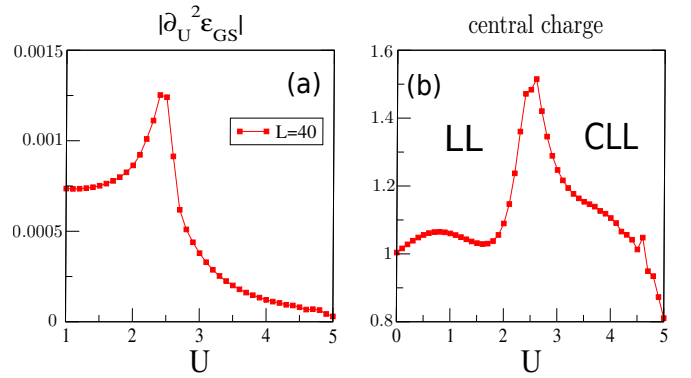 |∂_U²ε_GS|
0.0015
0.001
0.0005
0
1
2
3
4
5
U
(a)
L=40
central charge
1.6
1.4
1.2
1
0.8
0
1
2
3
4
5
U
(b)
LL
CLL